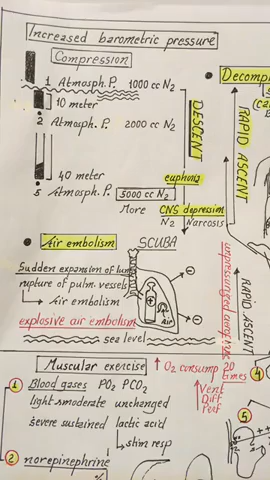 Increased barometric pressure
Compression
1 Atmosph. P. 1000 cc N2
10 meter
2 Atmosph. P. 2000 cc N2
40 meter
5 Atmosph. P.
5000 cc N2
More
euphoria
CNS depression
N2 Narcosis
DESCENT
Decomp
RAPID ASCENT
Air embolism
SCUBA
Sudden expansion of lung
rupture of pulm. vessels
→ Air embolism
explosive air embolism
Air
sea level
RAPID ASCENT
Muscular exercise
↑ O2 consump 20 times
① Blood gases PO2 PCO2
light & moderate unchanged
severe sustained lactic acid
→ stim resp
↑ Vent
Diff
Perf
② norepinephrine
④
⑤